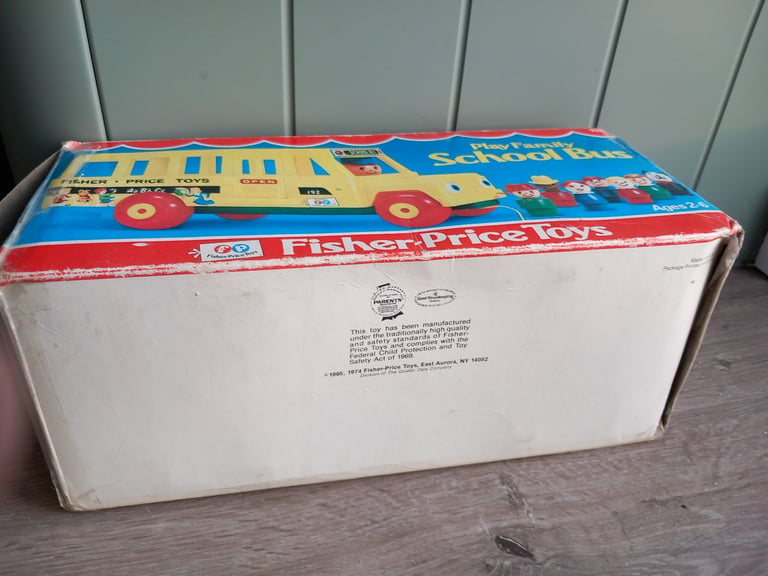 Play Family
School Bus
FISHER · PRICE TOYS
OPEN
192
Ages 2-6
Fisher-Price Toys
Fisher-Price Toys
PARENTS'
Good Housekeeping
This toy has been manufactured
under the traditionally high quality
and safety standards of Fisher-
Price Toys and complies with the
Federal Child Protection and Toy
Safety Act of 1969.
© 1965, 1974 Fisher-Price Toys, East Aurora, NY 14052
Division of The Quaker Oats Company